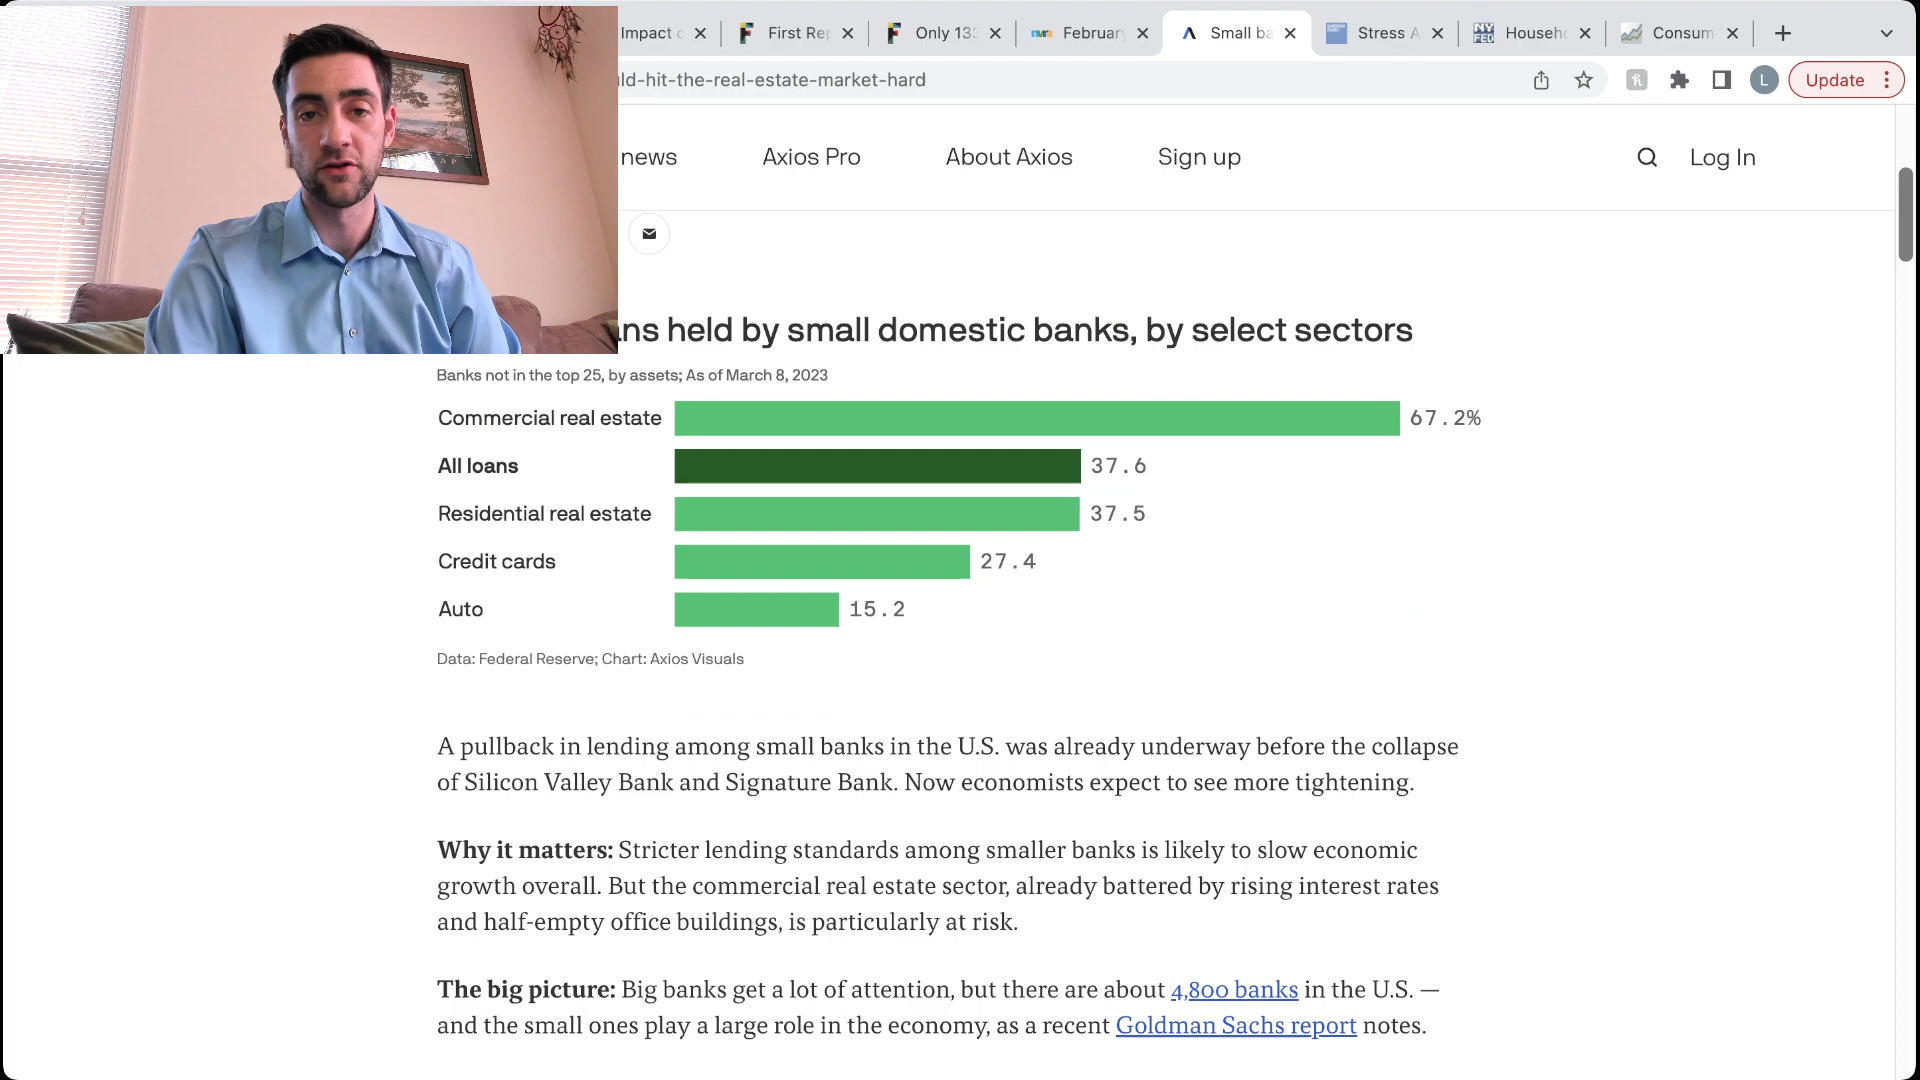 Impact
First Re
Only 133
February
Small ba
Stress A
Househ
Consum
ld-hit-the-real-estate-market-hard
L
Update
news
Axios Pro
About Axios
Sign up
Log In
ns held by small domestic banks, by select sectors
Banks not in the top 25, by assets; As of March 8, 2023
Commercial real estate 67.2%
All loans 37.6
Residential real estate 37.5
Credit cards 27.4
Auto 15.2
Data: Federal Reserve; Chart: Axios Visuals
A pullback in lending among small banks in the U.S. was already underway before the collapse
of Silicon Valley Bank and Signature Bank. Now economists expect to see more tightening.
Why it matters: Stricter lending standards among smaller banks is likely to slow economic
growth overall. But the commercial real estate sector, already battered by rising interest rates
and half-empty office buildings, is particularly at risk.
The big picture: Big banks get a lot of attention, but there are about 4,800 banks in the U.S. —
and the small ones play a large role in the economy, as a recent Goldman Sachs report notes.